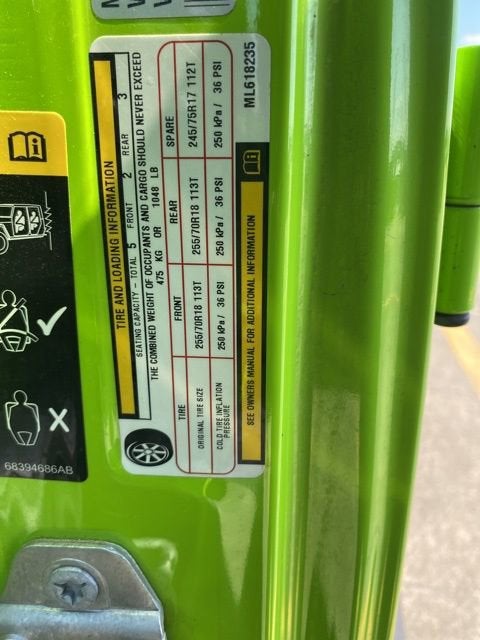 TIRE AND LOADING INFORMATION
SEATING CAPACITY - TOTAL 5 FRONT 2 REAR 3
THE COMBINED WEIGHT OF OCCUPANTS AND CARGO SHOULD NEVER EXCEED
475 KG OR 1048 LB
TIRE FRONT REAR SPARE
ORIGINAL TIRE SIZE 255/70R18 113T 255/70R18 113T 245/75R17 112T
COLD TIRE INFLATION PRESSURE 250 kPa / 36 PSI 250 kPa / 36 PSI 250 kPa / 36 PSI
SEE OWNERS MANUAL FOR ADDITIONAL INFORMATION
ML618235
68394686AB